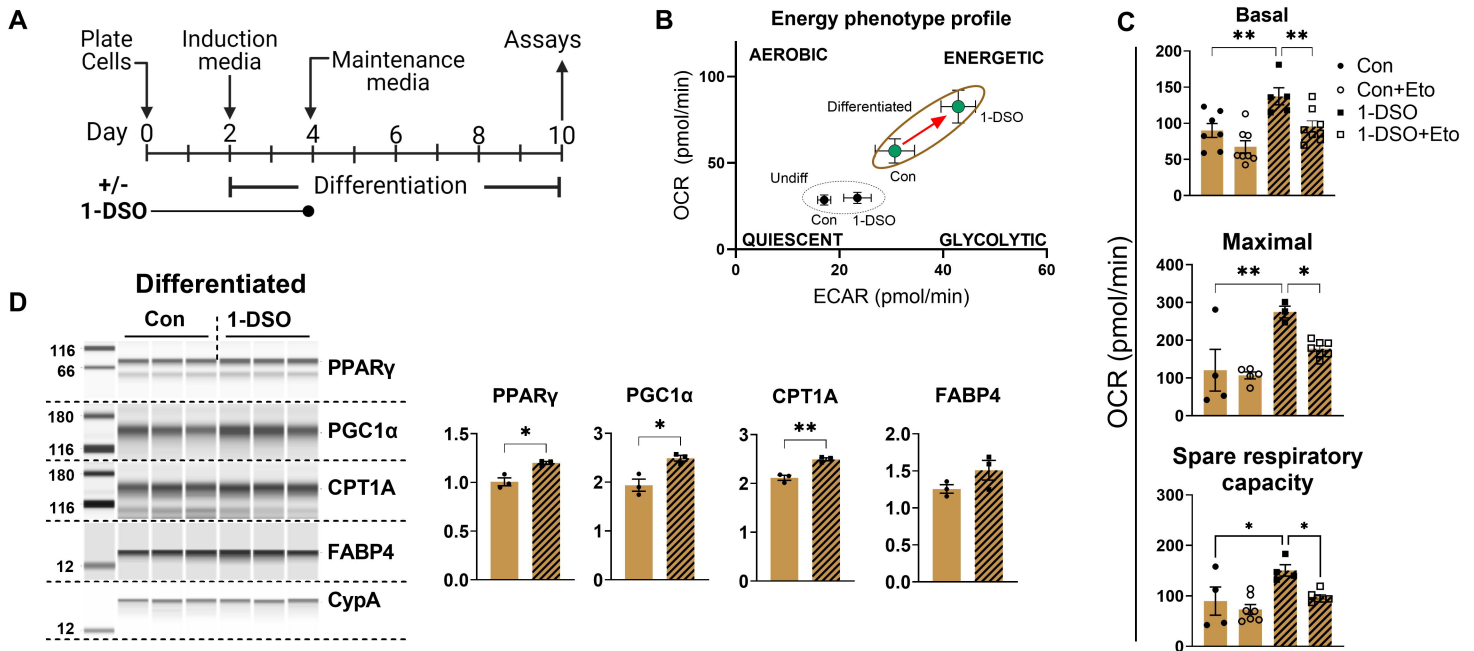 A
Plate
Cells
Induction
media
Maintenance
media
Assays
Day 0 2 4 6 8 10
+/-
1-DSO
Differentiation
B
Energy phenotype profile
AEROBIC ENERGETIC
Differentiated
1-DSO
Con
Undiff
Con 1-DSO
QUIESCENT GLYCOLYTIC
100
50
0
0 20 40 60
OCR (pmol/min)
ECAR (pmol/min)
C
Basal
** **
200
150
100
50
0
Con
Con+Eto
1-DSO
1-DSO+Eto
OCR (pmol/min)
Maximal
** *
400
300
200
100
0
Spare respiratory
capacity
* *
300
200
100
0
D
Differentiated
Con 1-DSO
116
66
PPARγ
180
116
PGC1α
180
116
CPT1A
12
FABP4
CypA
12
PPARγ
*
1.5
1.0
0.5
0.0
PGC1α
*
3
2
1
0
CPT1A
**
3
2
1
0
FABP4
2.0
1.5
1.0
0.5
0.0